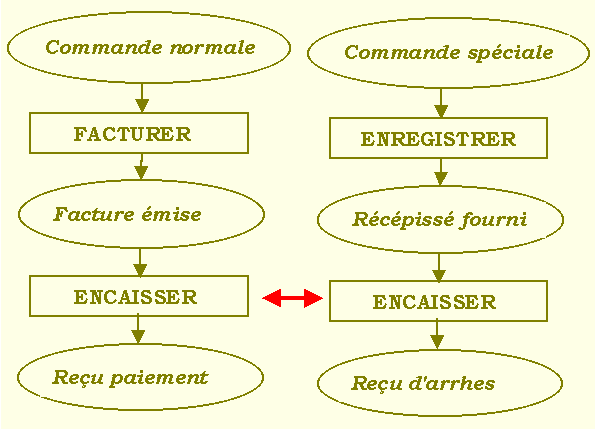 Commande normale
Commande spéciale
FACTURER
ENREGISTRER
Facture émise
Récépissé fourni
ENCAISSER
ENCAISSER
Reçu paiement
Reçu d'arrhes